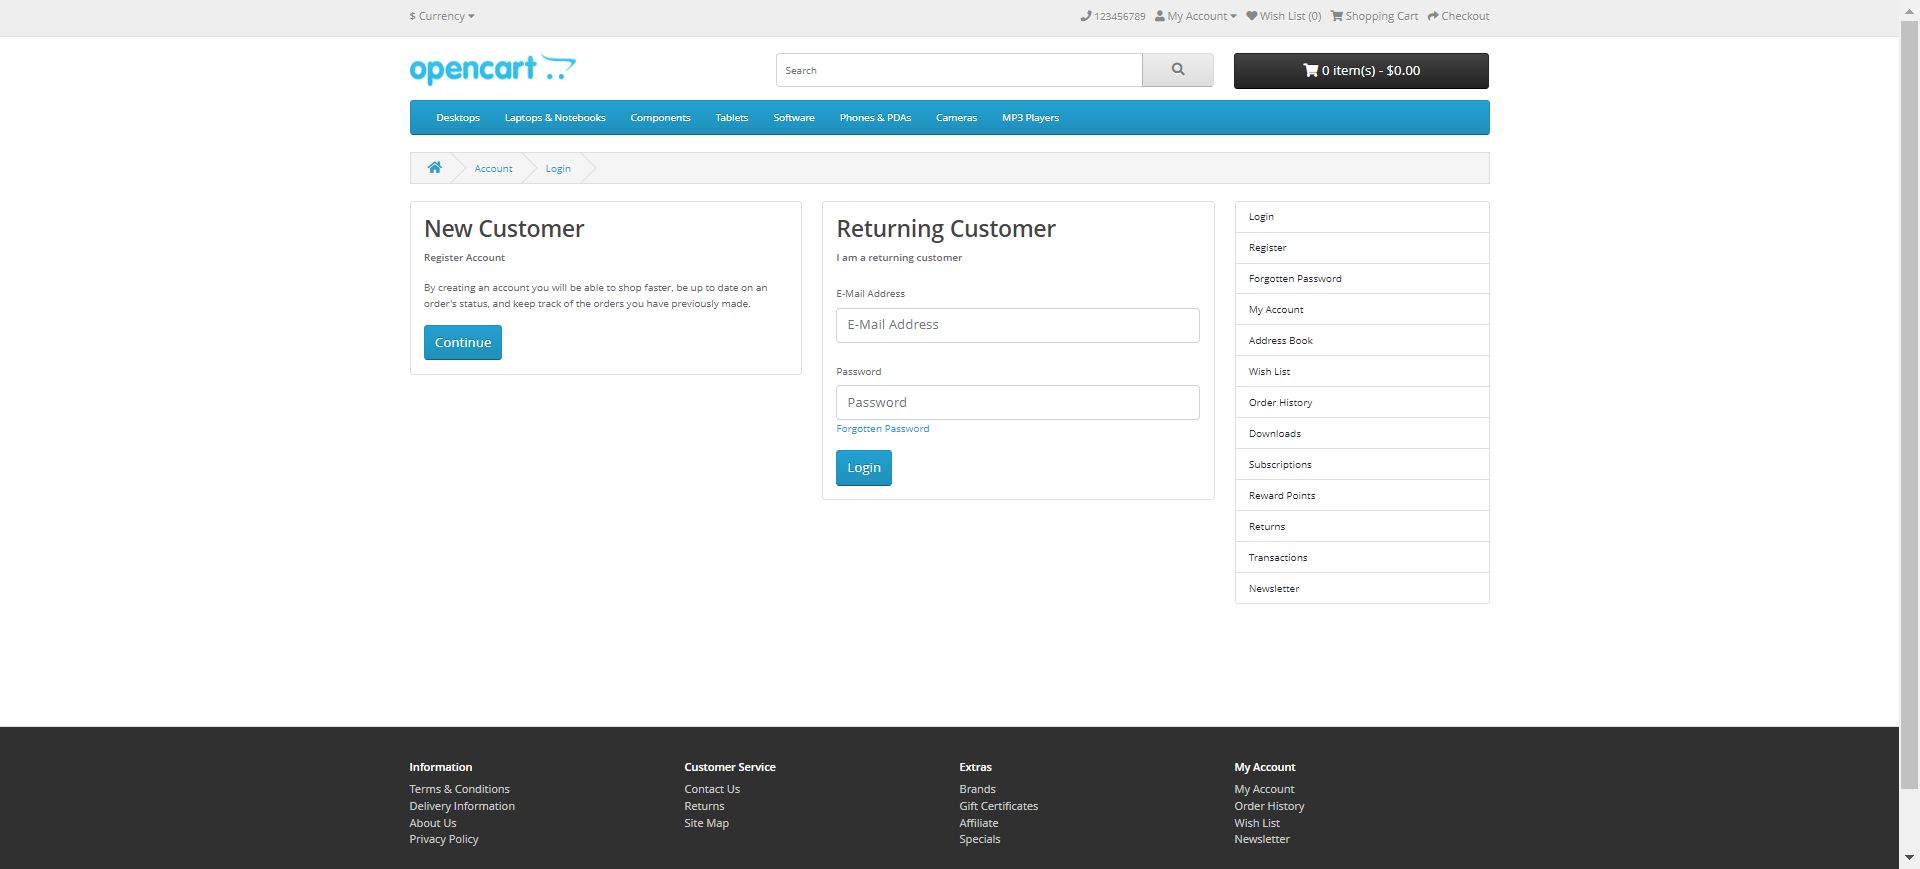 $ Currency
123456789 My Account Wish List (0) Shopping Cart Checkout
opencart
Search
0 item(s) - $0.00
Desktops Laptops & Notebooks Components Tablets Software Phones & PDAs Cameras MP3 Players
Account Login
New Customer
Register Account
By creating an account you will be able to shop faster, be up to date on an
order's status, and keep track of the orders you have previously made.
Continue
Returning Customer
I am a returning customer
E-Mail Address
E-Mail Address
Password
Password
Forgotten Password
Login
Login
Register
Forgotten Password
My Account
Address Book
Wish List
Order History
Downloads
Subscriptions
Reward Points
Returns
Transactions
Newsletter
Information
Terms & Conditions
Delivery Information
About Us
Privacy Policy
Customer Service
Contact Us
Returns
Site Map
Extras
Brands
Gift Certificates
Affiliate
Specials
My Account
My Account
Order History
Wish List
Newsletter